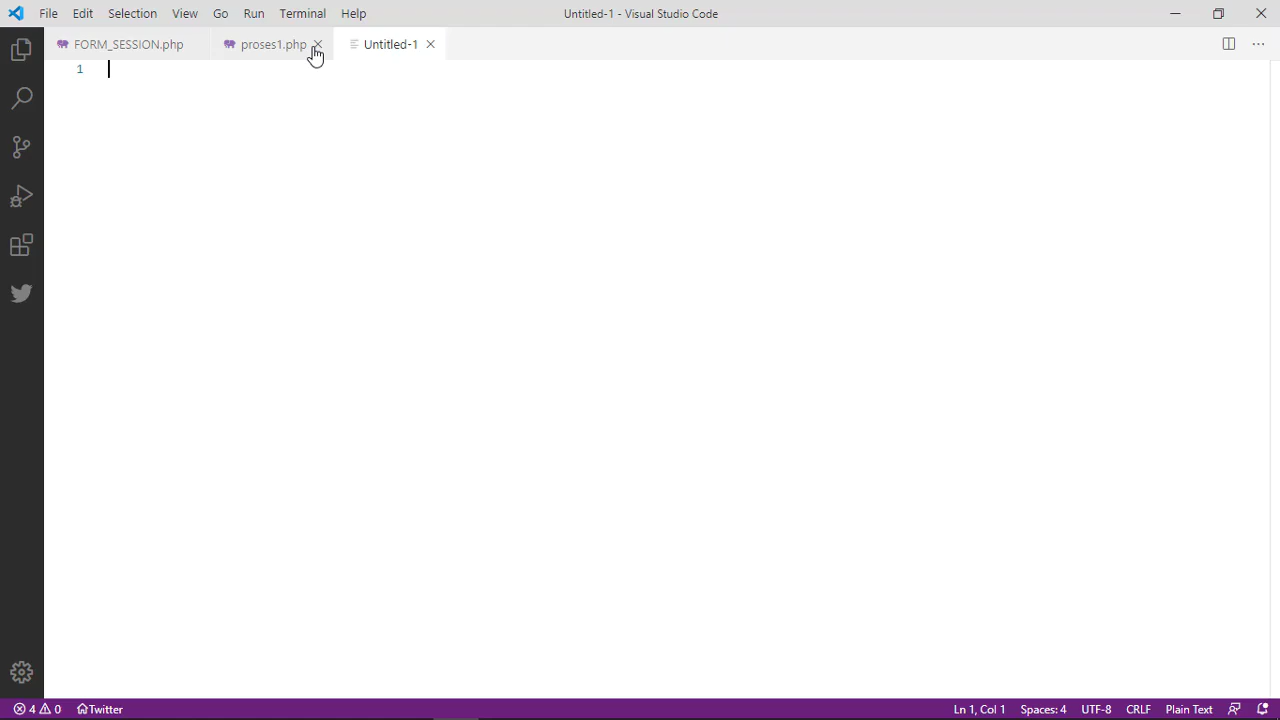 File Edit Selection View Go Run Terminal Help Untitled-1 - Visual Studio Code
FORM_SESSION.php proses1.php Untitled-1
1
4 0 Twitter Ln 1, Col 1 Spaces: 4 UTF-8 CRLF Plain Text